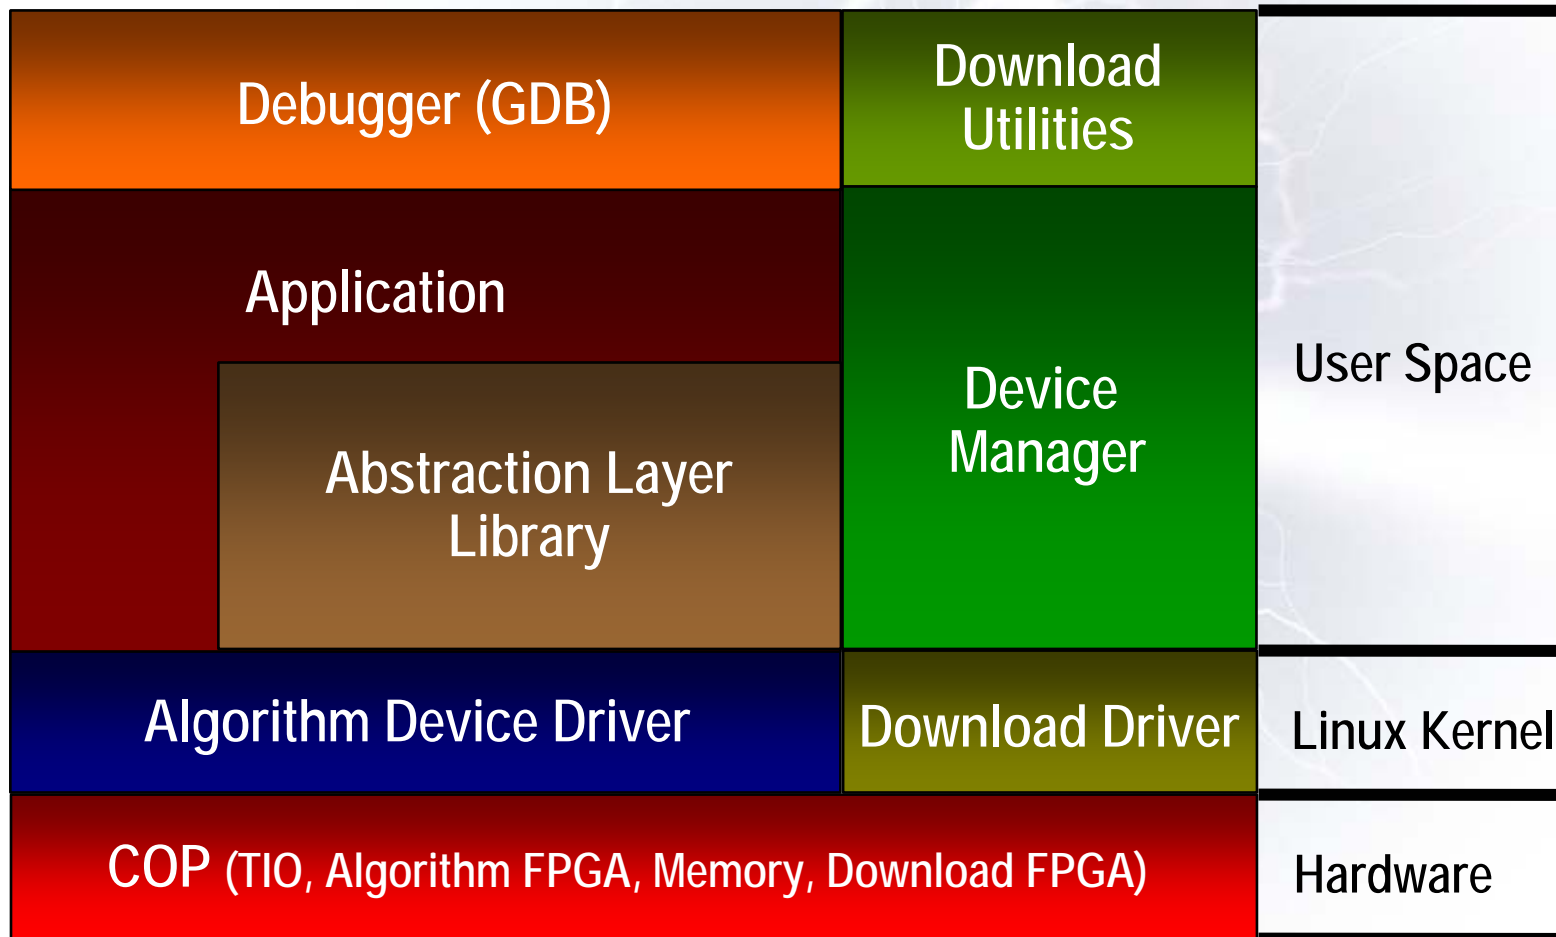 Debugger (GDB)
Download
Utilities
Application
Device
Manager
User Space
Abstraction Layer
Library
Algorithm Device Driver
Download Driver
Linux Kernel
COP (TIO, Algorithm FPGA, Memory, Download FPGA)
Hardware